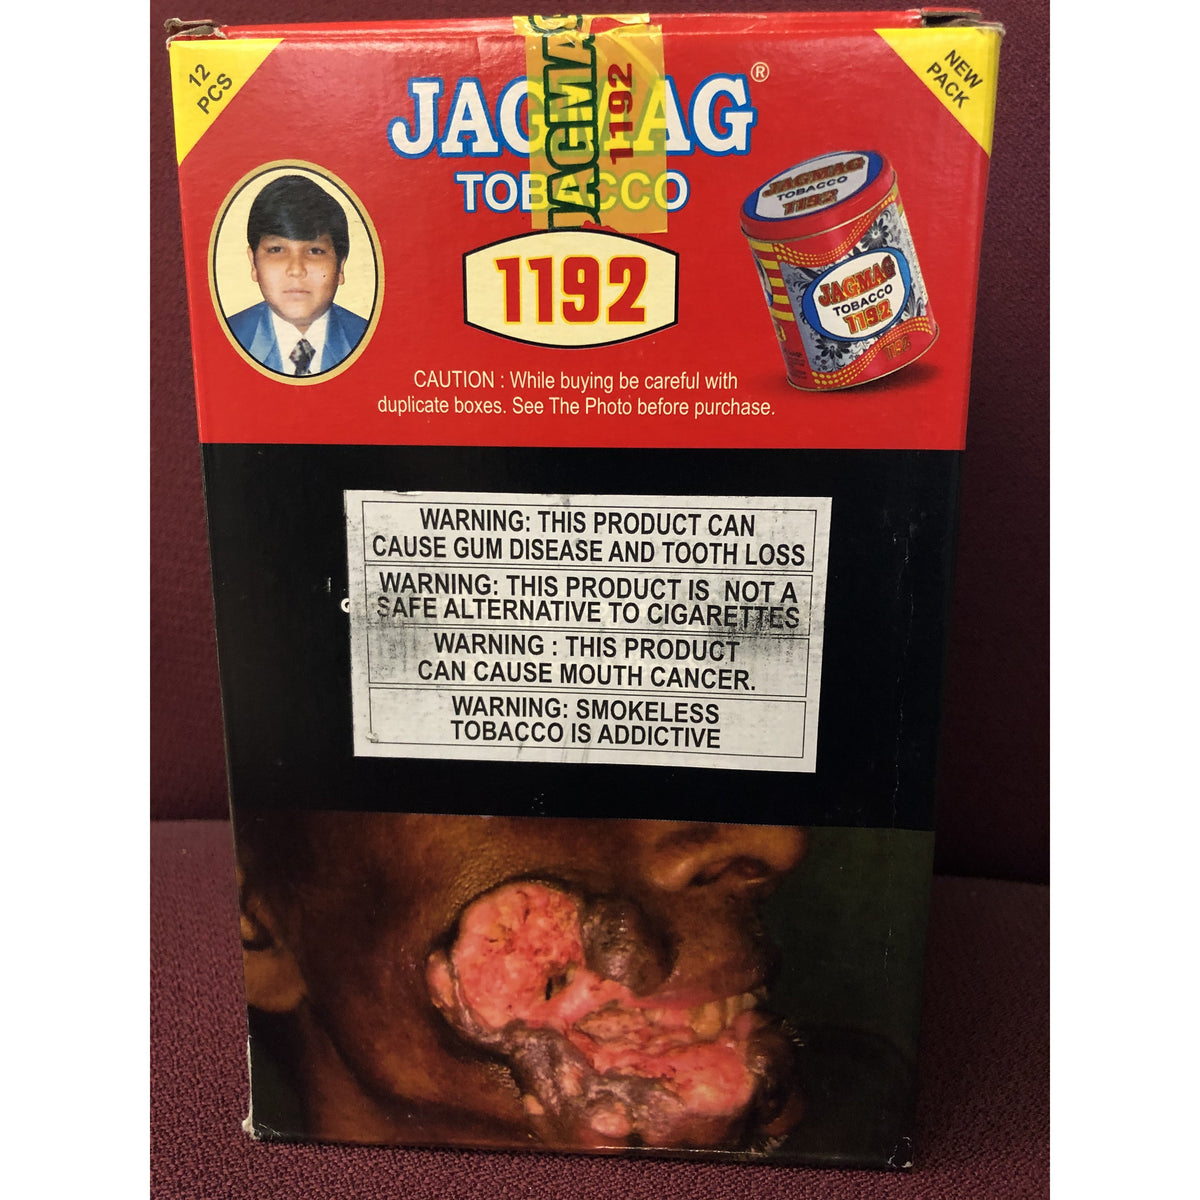 12
PCS
NEW
PACK
JAGMAG®
JAGMAG
1192
TOBACCO
1192
JAGMAG
TOBACCO
1192
JAGMAG
TOBACCO
1192
1192
CAUTION : While buying be careful with
duplicate boxes. See The Photo before purchase.
WARNING: THIS PRODUCT CAN
CAUSE GUM DISEASE AND TOOTH LOSS
WARNING: THIS PRODUCT IS NOT A
SAFE ALTERNATIVE TO CIGARETTES
WARNING : THIS PRODUCT
CAN CAUSE MOUTH CANCER.
WARNING: SMOKELESS
TOBACCO IS ADDICTIVE